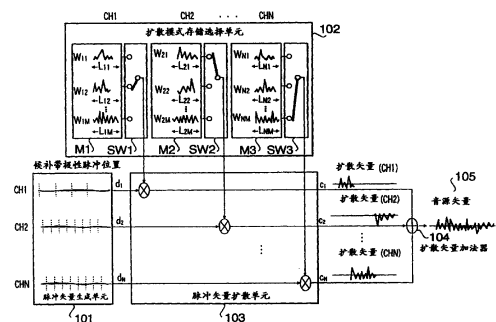 CH1 CH2 · · · CHN
扩散模式存储选择单元
102
W11 W21 WN1
L11 L21 LN1
W12 W22 WN2
L12 L22 LN2
W1M W2M WNM
L1M L2M LNM
M1 SW1 M2 SW2 M3 SW3
候补带极性脉冲位置
CH1 d1 c1 扩散矢量(CH1)
CH2 d2 c2 扩散矢量(CH2)
CHN dN cN 扩散矢量(CHN)
105
音源矢量
104
扩散矢量加法器
脉冲矢量生成单元
脉冲矢量扩散单元
101
103